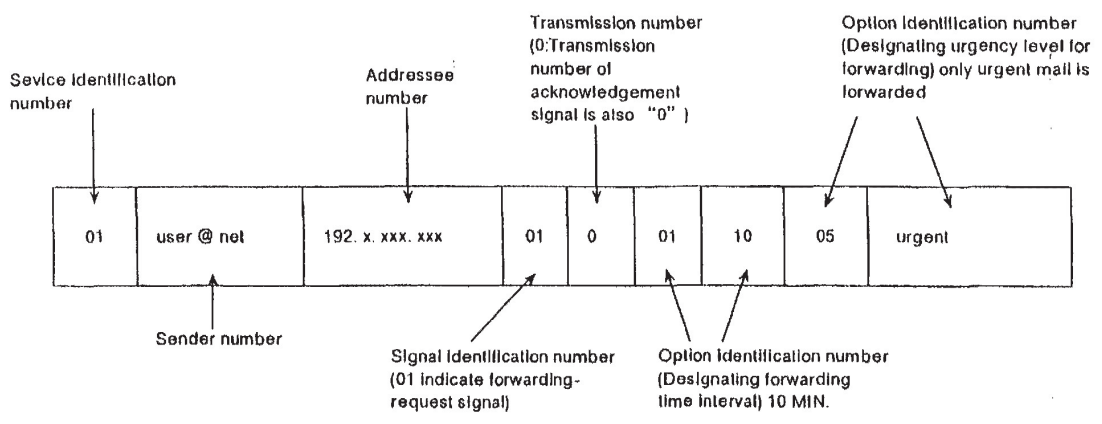 Transmission number
(0:Transmission
number of
acknowledgement
signal is also "0" )
Option Identification number
(Designating urgency level for
forwarding) only urgent mail is
forwarded
Sevice Identification
number
Addressee
number
01
user @ net
192. x. xxx. xxx
01
0
01
10
05
urgent
Sender number
Signal Identification number
(01 indicate forwarding-
request signal)
Option Identification number
(Designating forwarding
time interval) 10 MIN.